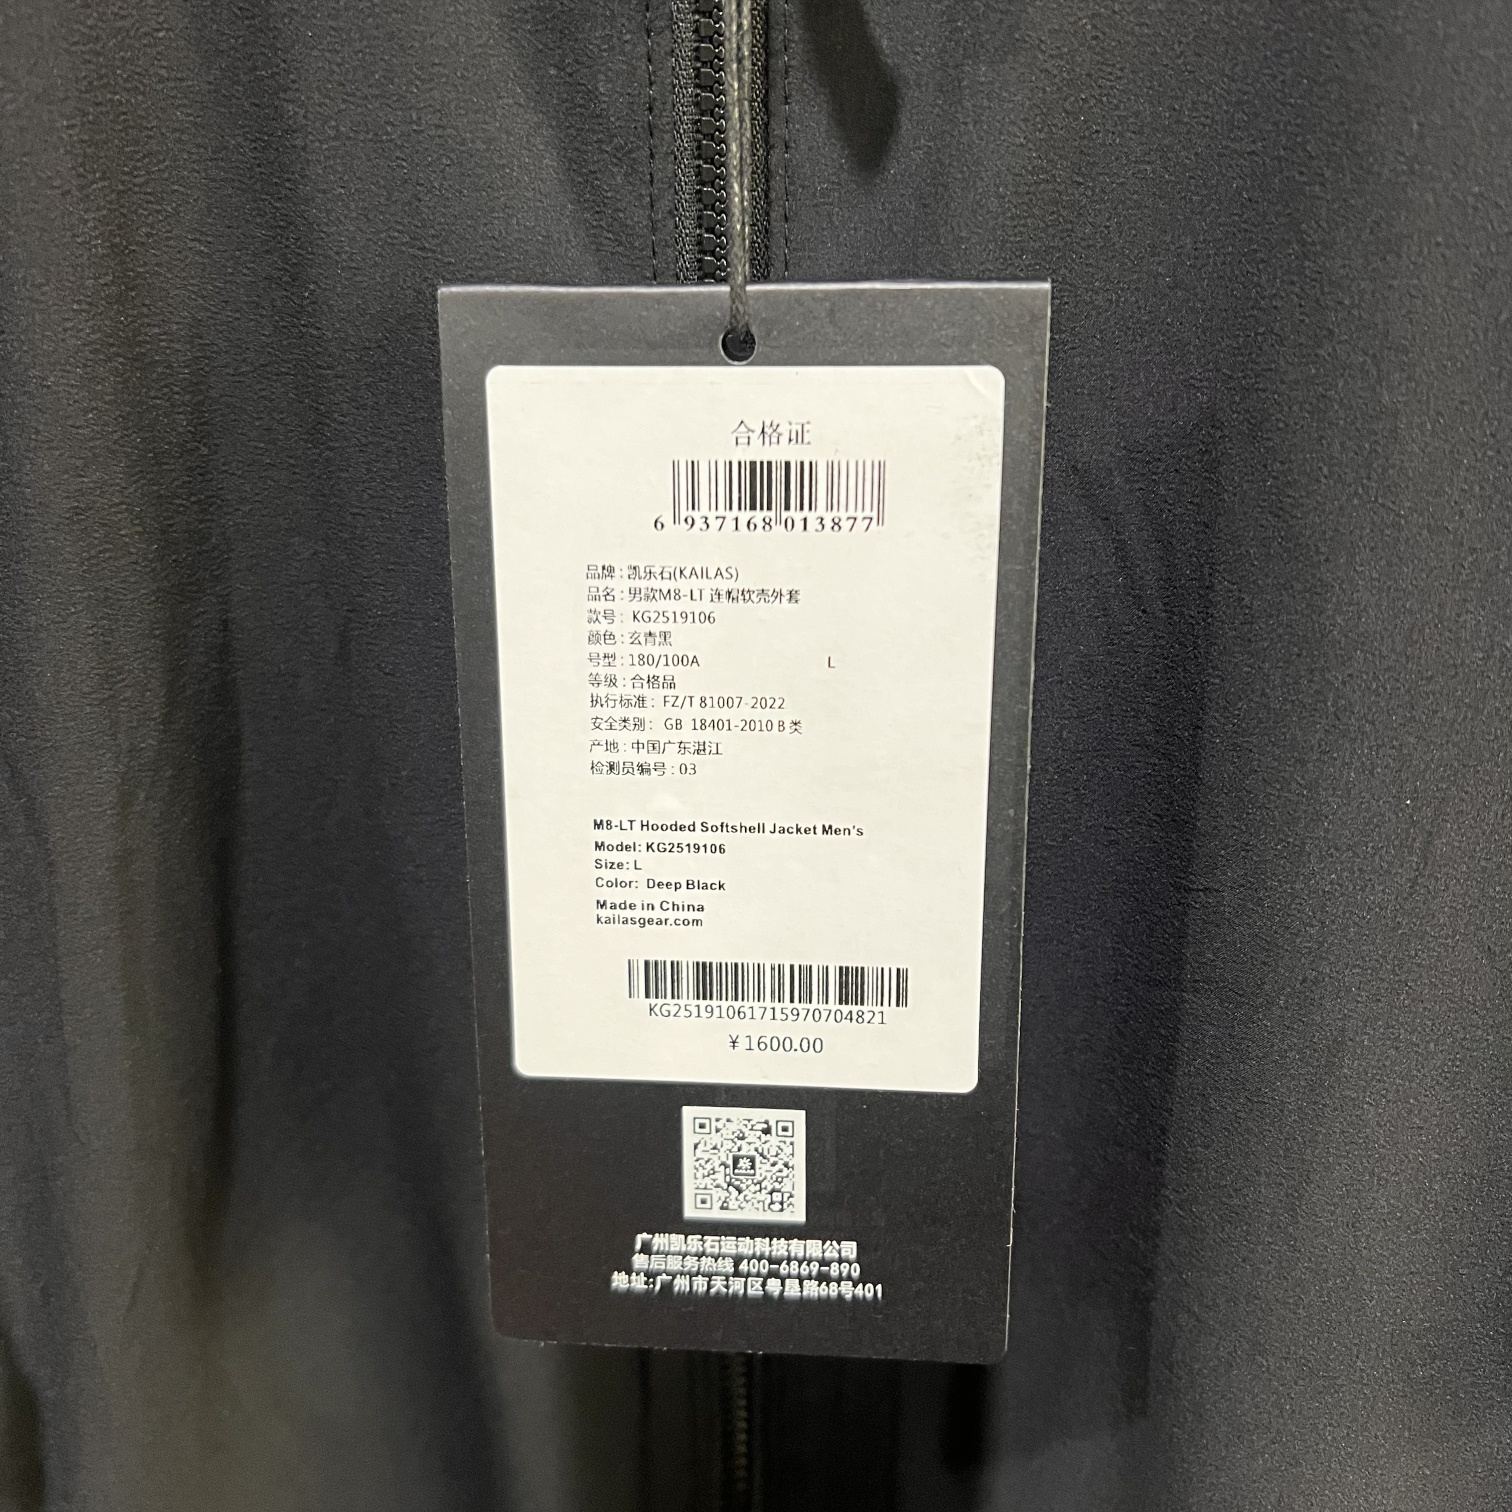 合格证
6 937168 013877
品牌:凯乐石(KAILAS)
品名:男款M8-LT 连帽软壳外套
款号: KG2519106
颜色:玄青黑
号型:180/100A L
等级:合格品
执行标准: FZ/T 81007-2022
安全类别: GB 18401-2010 B 类
产地:中国广东湛江
检测员编号:03
M8-LT Hooded Softshell Jacket Men's
Model: KG2519106
Size: L
Color: Deep Black
Made in China
kailasgear.com
KG25191061715970704821
¥1600.00
广州凯乐石运动科技有限公司
售后服务热线 400-6869-890
地址:广州市天河区粤垦路68号401